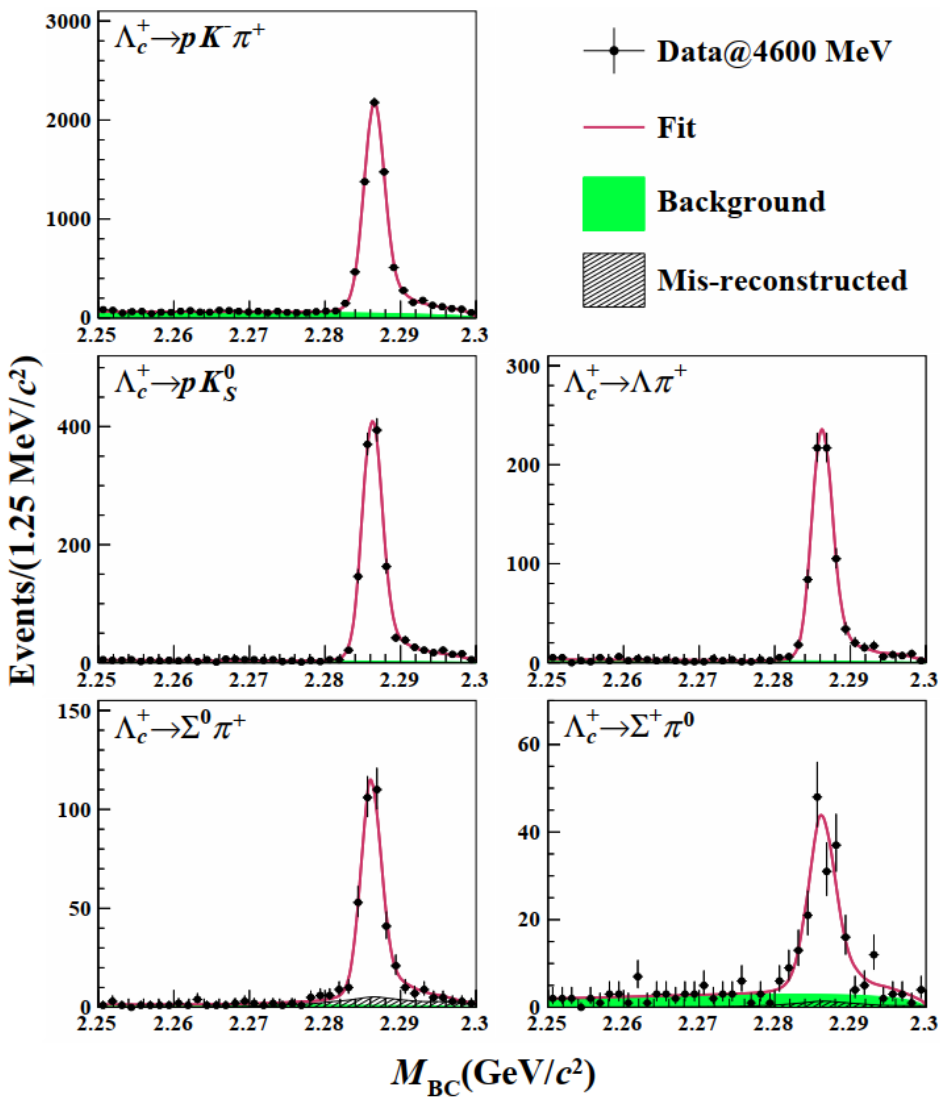 Λc+→pK-π+
3000
2000
1000
0
2.25 2.26 2.27 2.28 2.29 2.3
Data@4600 MeV
Fit
Background
Mis-reconstructed
Events/(1.25 MeV/c²)
Λc+→pKS0
400
200
0
2.25 2.26 2.27 2.28 2.29 2.3
Λc+→Λπ+
300
200
100
0
2.25 2.26 2.27 2.28 2.29 2.3
Λc+→Σ0π+
150
100
50
0
2.25 2.26 2.27 2.28 2.29 2.3
Λc+→Σ+π0
60
40
20
0
2.25 2.26 2.27 2.28 2.29 2.3
MBC(GeV/c²)